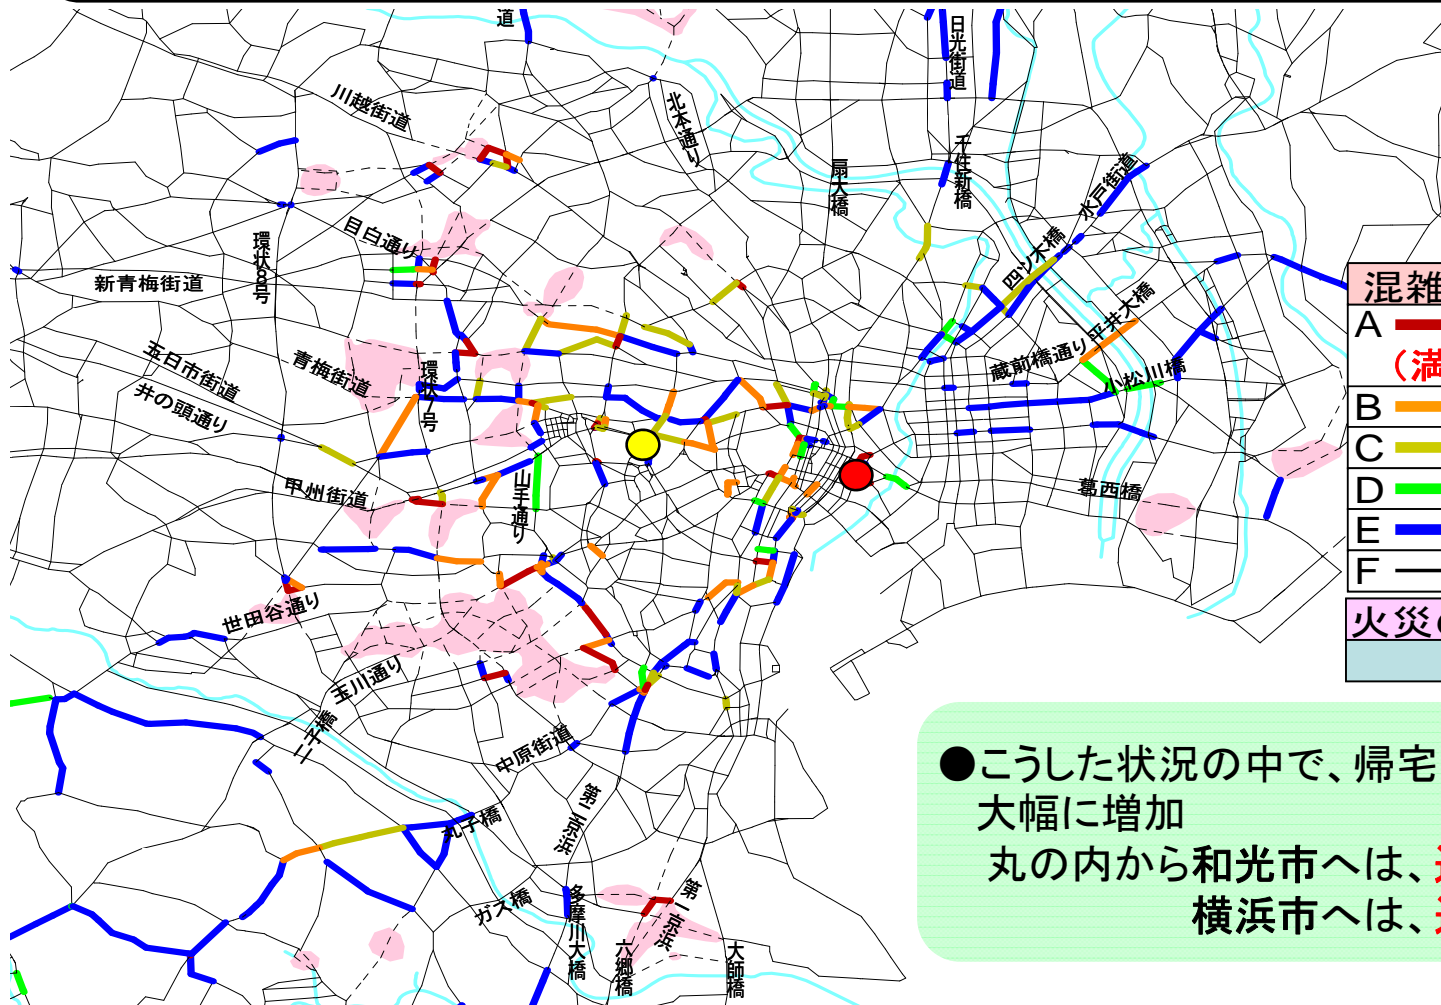 道
日光街道
川越街道
北本通り
千住新橋
扇大橋
水戸街道
目白通り
環状8号
四ツ木橋
新青梅街道
平井大橋
五日市街道
青梅街道
環状7号
蔵前橋通り
小松川橋
井の頭通り
甲州街道
山手通り
葛西橋
世田谷通り
玉川通り
二子橋
中原街道
第二京浜
丸子橋
ガス橋
多摩川大橋
六郷橋
第一京浜
大師橋
混雑
A
(満
B
C
D
E
F
火災
●こうした状況の中で、帰宅
大幅に増加
丸の内から和光市へは、
横浜市へは、